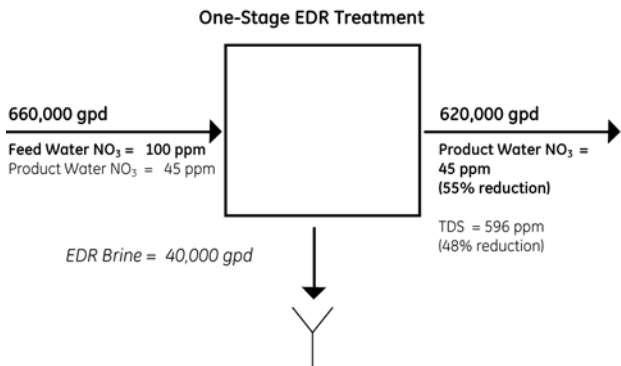 One-Stage EDR Treatment
660,000 gpd
Feed Water NO₃ = 100 ppm
Product Water NO₃ = 45 ppm
620,000 gpd
Product Water NO₃ =
45 ppm
(55% reduction)
TDS = 596 ppm
(48% reduction)
EDR Brine = 40,000 gpd